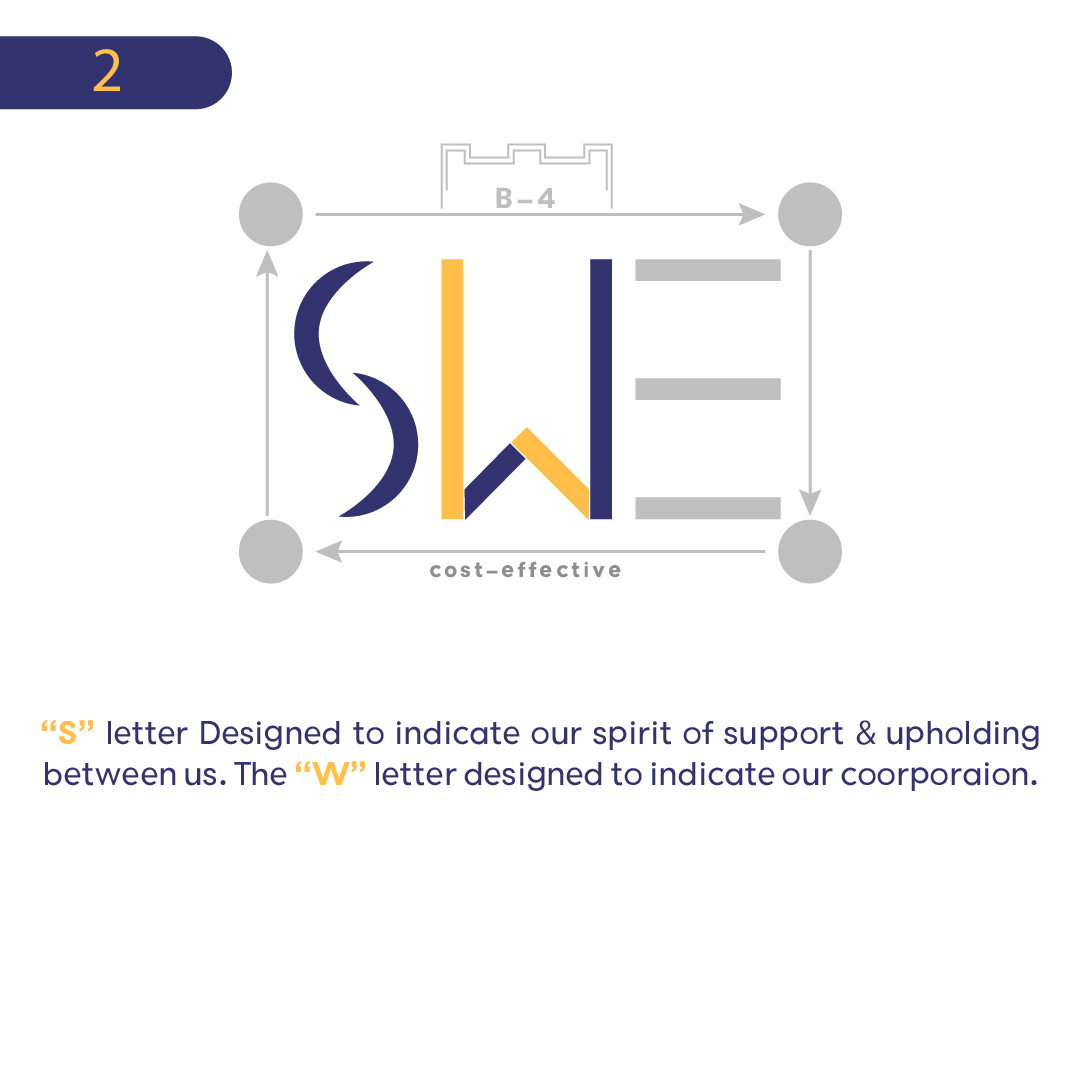 2
B-4
SWE
cost-effective
“S” letter Designed to indicate our spirit of support & upholding
between us. The “W” letter designed to indicate our coorporaion.